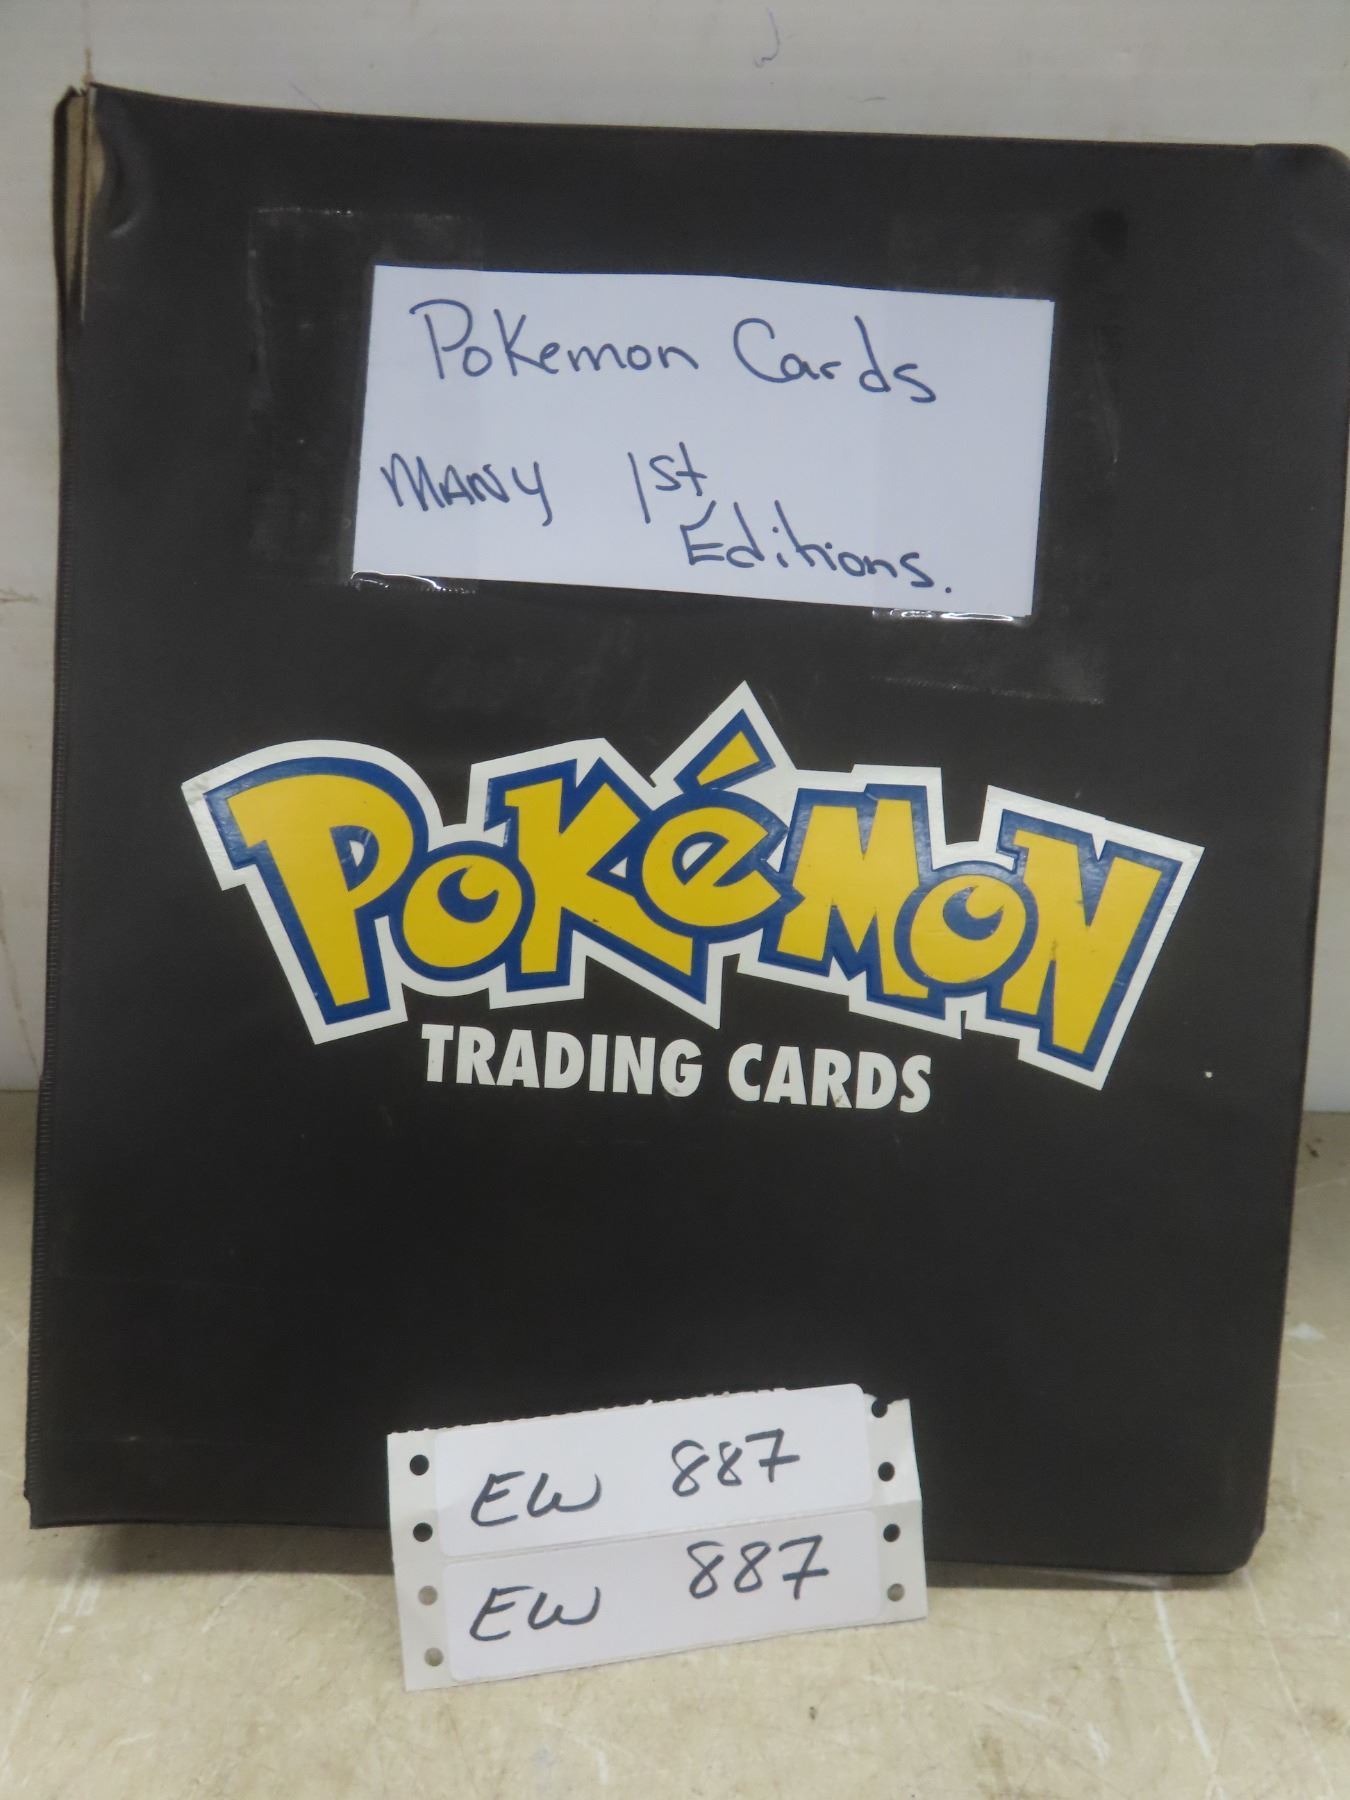 Pokemon Cards
MANY 1st
Editions.
POKéMON
TRADING CARDS
EW 887
EW 887